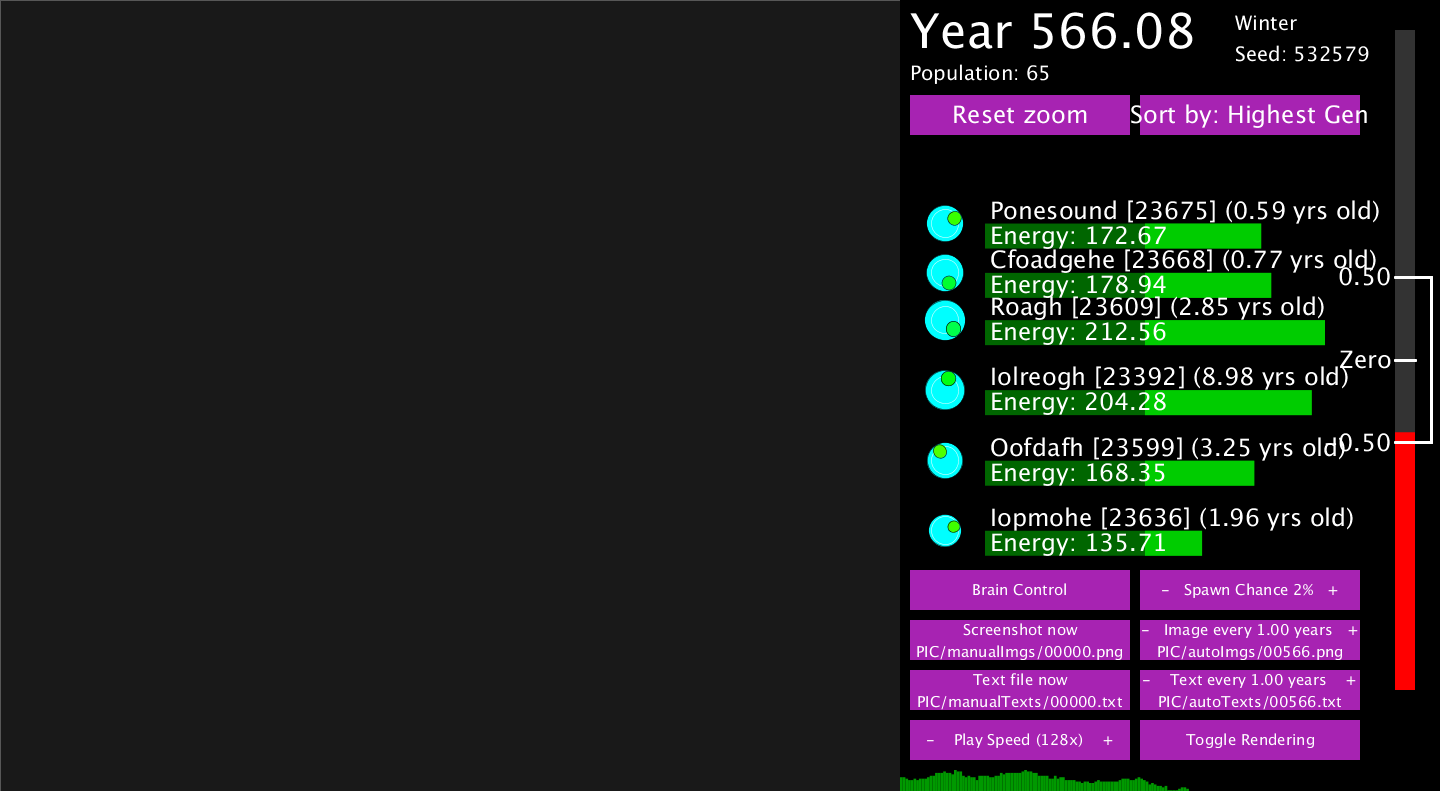 Year 566.08
Winter
Seed: 532579
Population: 65
Reset zoom
Sort by: Highest Gen
Ponesound [23675] (0.59 yrs old)
Energy: 172.67
Cfoadgehe [23668] (0.77 yrs old)
Energy: 178.94
0.50
Roagh [23609] (2.85 yrs old)
Energy: 212.56
Zero
Iolreogh [23392] (8.98 yrs old)
Energy: 204.28
Oofdafh [23599] (3.25 yrs old)
-0.50
Energy: 168.35
Iopmohe [23636] (1.96 yrs old)
Energy: 135.71
Brain Control
- Spawn Chance 2% +
Screenshot now
PIC/manualImgs/00000.png
- Image every 1.00 years +
PIC/autoImgs/00566.png
Text file now
PIC/manualTexts/00000.txt
- Text every 1.00 years +
PIC/autoTexts/00566.txt
- Play Speed (128x) +
Toggle Rendering